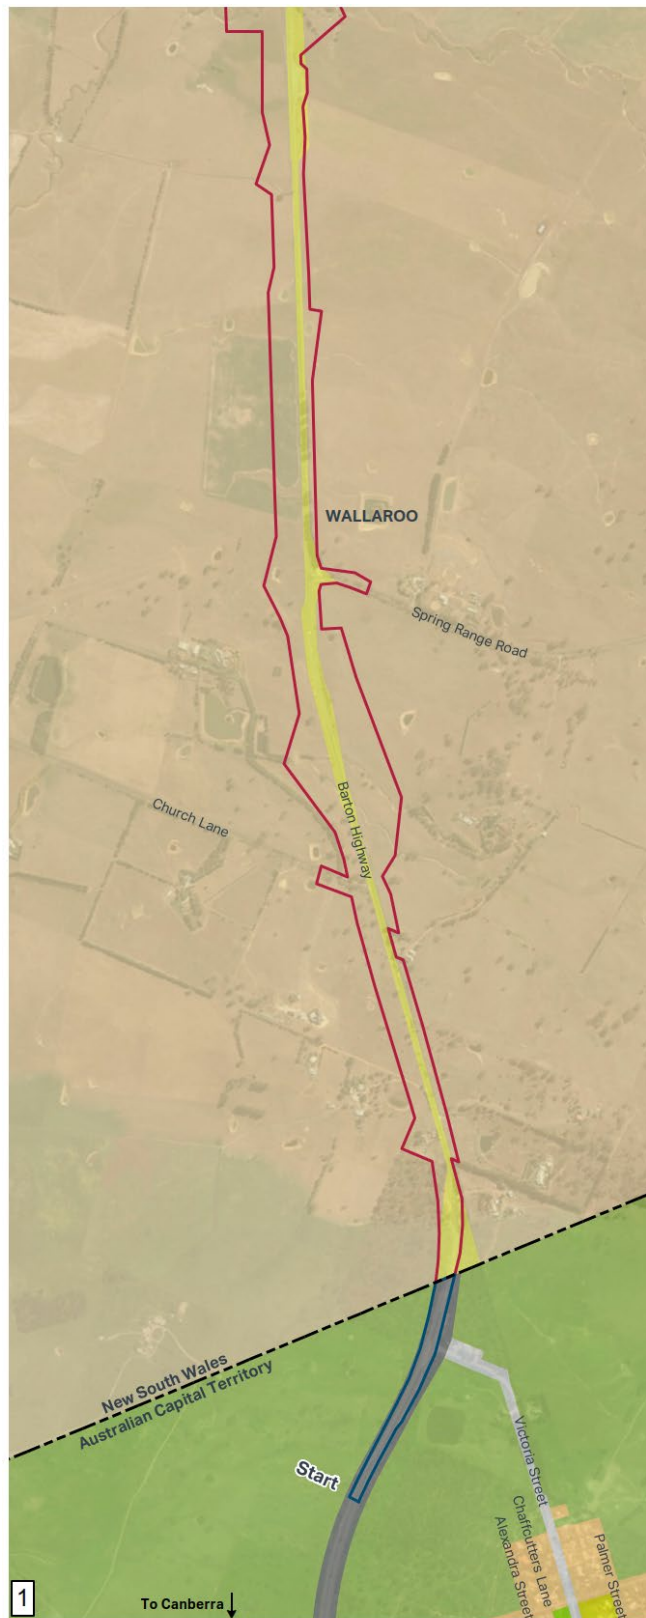 WALLAROO
Spring Range Road
Barton Highway
Church Lane
New South Wales
Australian Capital Territory
Start
Victoria Street
Chaffcutters Lane
Alexandra Street
Palmer Street
1
To Canberra ↓